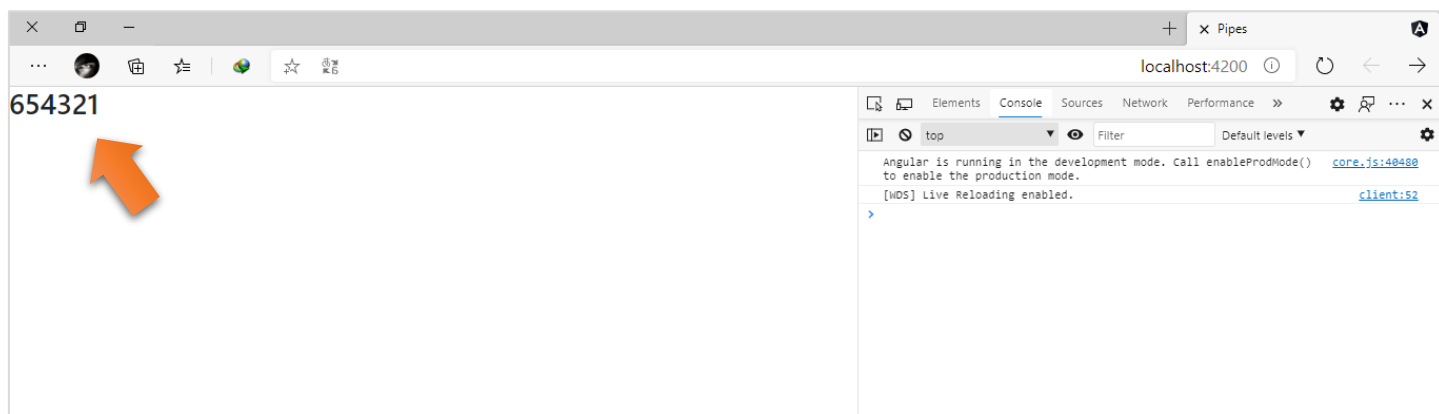 Pipes
localhost:4200
654321
Elements Console Sources Network Performance
top Filter Default levels
Angular is running in the development mode. Call enableProdMode() core.js:40480
to enable the production mode.
[WDS] Live Reloading enabled. client:52